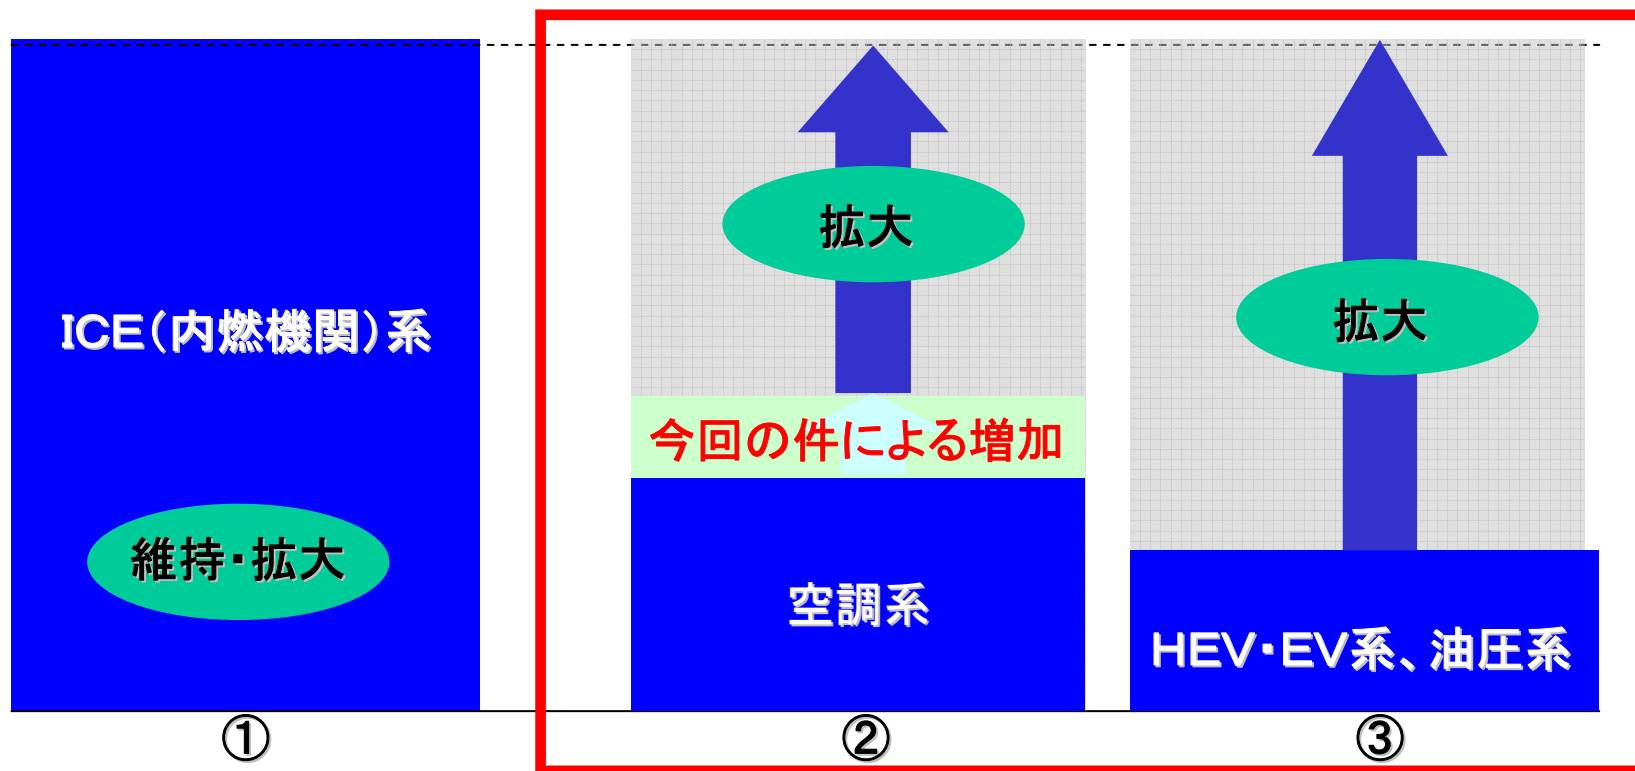 ICE(内燃機関)系
維持・拡大
①
拡大
今回の件による増加
空調系
②
拡大
HEV・EV系、油圧系
③